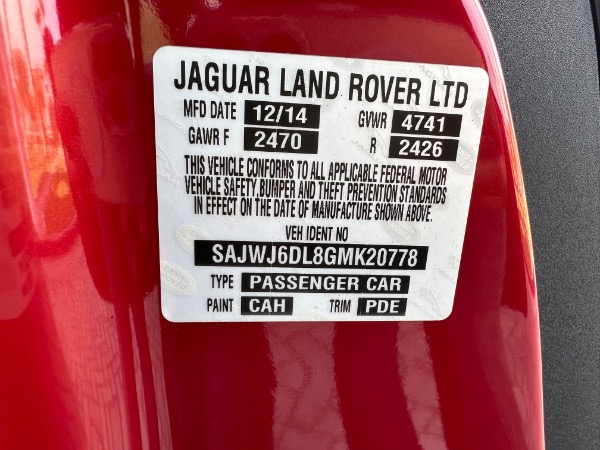 JAGUAR LAND ROVER LTD
MFD DATE 12/14 GVWR 4741
GAWR F 2470 R 2426
THIS VEHICLE CONFORMS TO ALL APPLICABLE FEDERAL MOTOR
VEHICLE SAFETY,BUMPER AND THEFT PREVENTION STANDARDS
IN EFFECT ON THE DATE OF MANUFACTURE SHOWN ABOVE.
VEH IDENT NO
SAJWJ6DL8GMK20778
TYPE PASSENGER CAR
PAINT CAH TRIM PDE